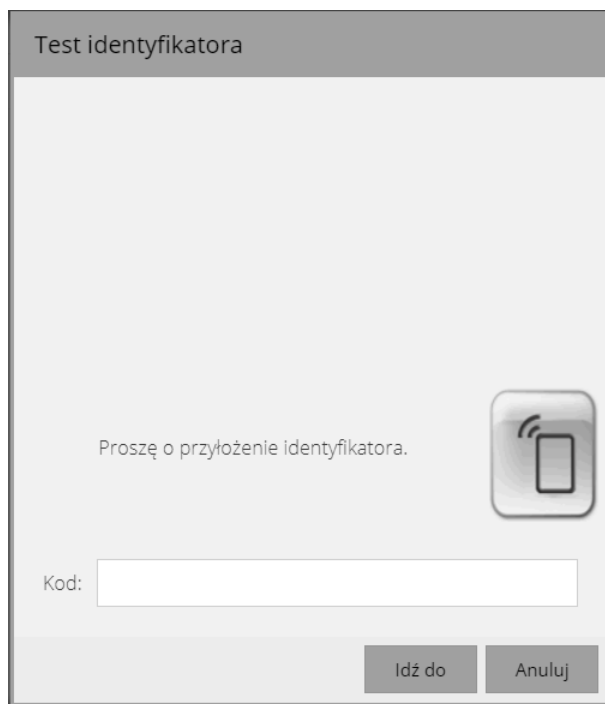 Test identyfikatora
Proszę o przyłożenie identyfikatora.
Kod:
Idź do Anuluj